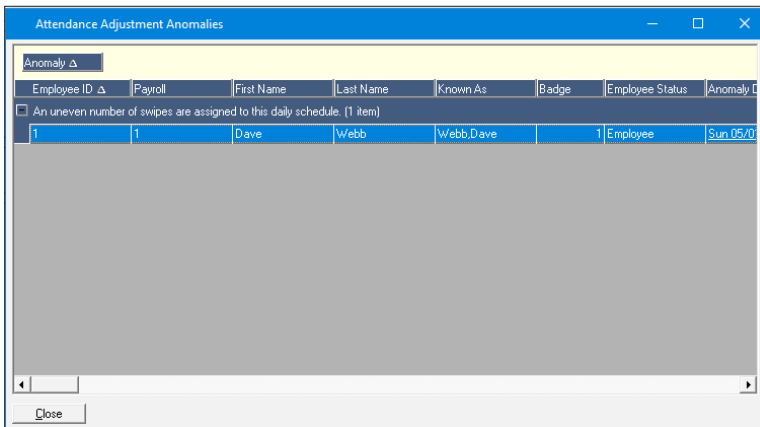 Attendance Adjustment Anomalies
Anomaly △
Employee ID △ Payroll First Name Last Name Known As Badge Employee Status Anomaly D
An uneven number of swipes are assigned to this daily schedule. (1 item)
1 1 Dave Webb Webb,Dave 1 Employee Sun 05/0
Close